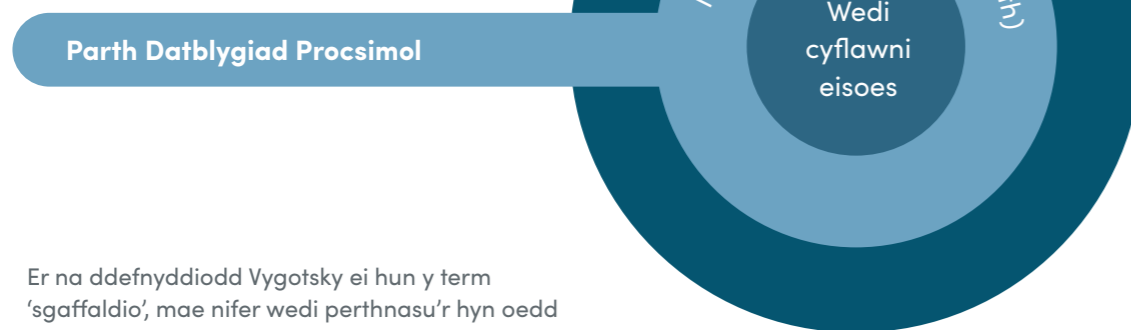 Wedi
cyflawni
eisoes
Parth Datblygiad Procsimol
Er na ddefnyddiodd Vygotsky ei hun y term
‘sgaffaldio’, mae nifer wedi perthnasu’r hyn oedd